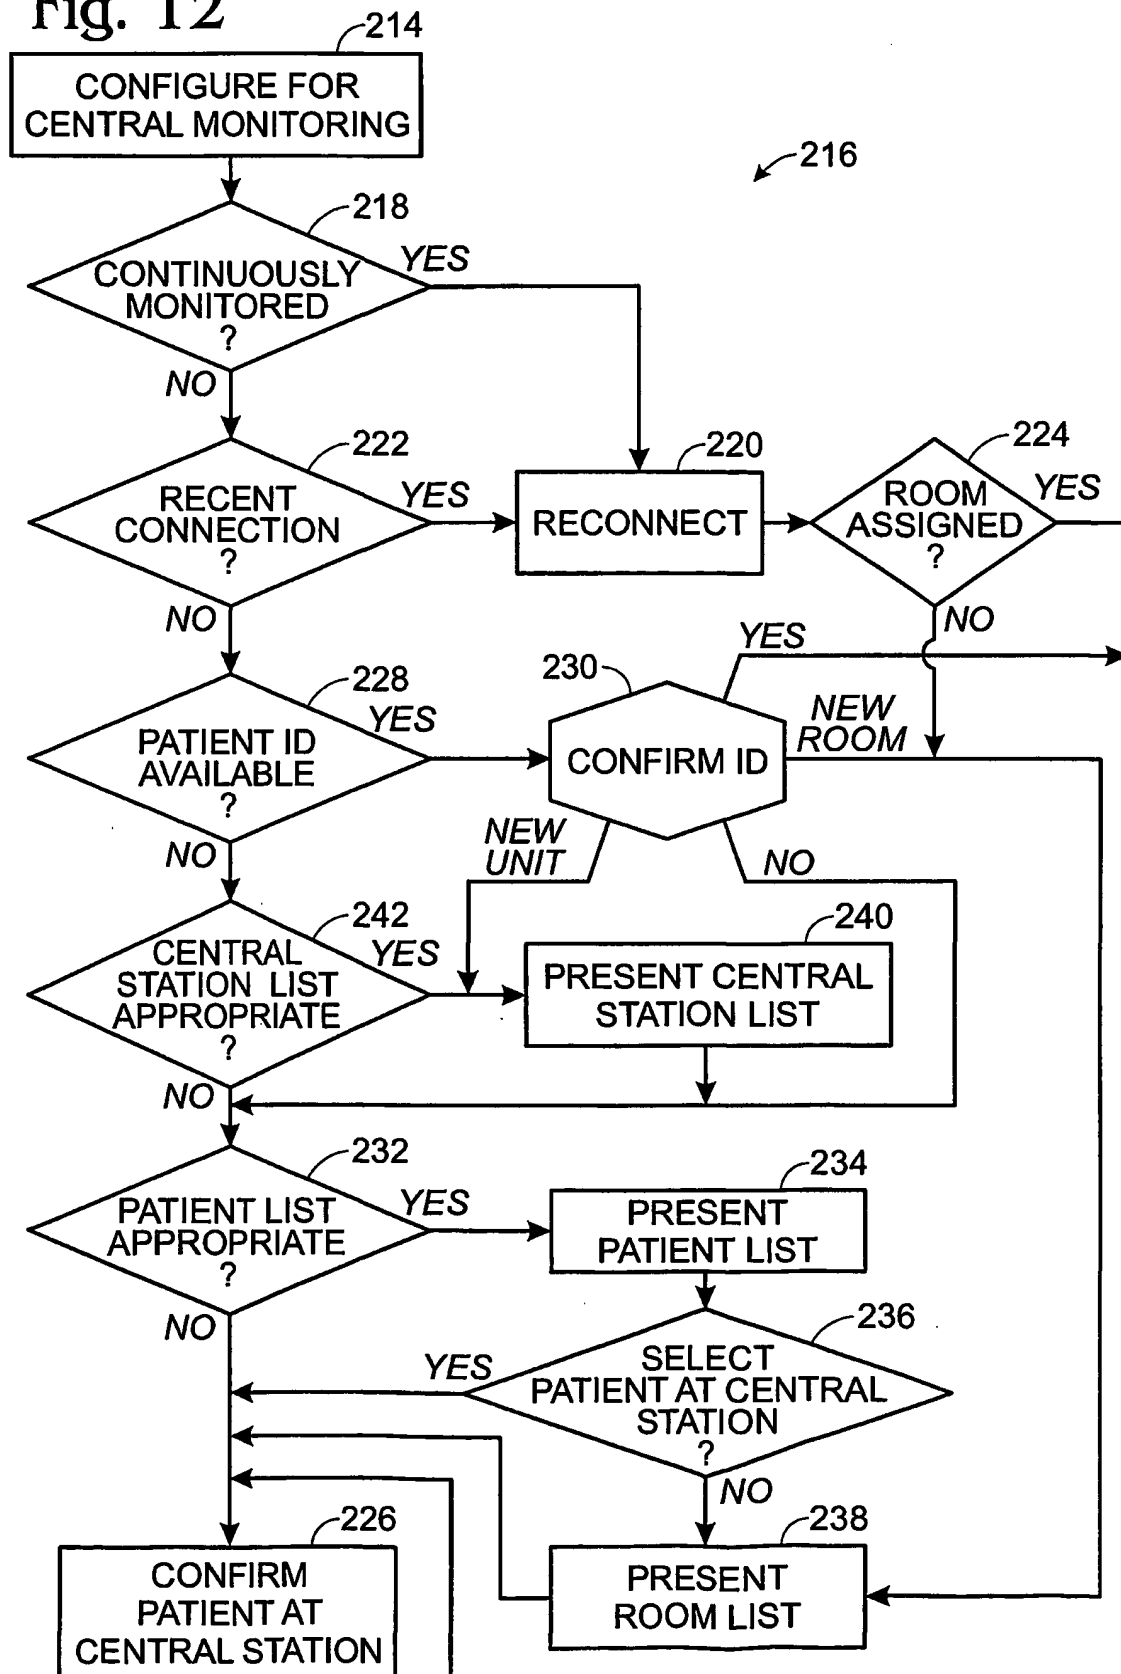 Fig. 12
214
CONFIGURE FOR
CENTRAL MONITORING
216
218
CONTINUOUSLY
MONITORED
?
YES
NO
222
RECENT
CONNECTION
?
YES
NO
220
RECONNECT
224
ROOM
ASSIGNED
?
YES
NO
228
PATIENT ID
AVAILABLE
?
YES
NO
230
CONFIRM ID
YES
NEW
ROOM
NEW
UNIT
NO
242
CENTRAL
STATION LIST
APPROPRIATE
?
YES
NO
240
PRESENT CENTRAL
STATION LIST
232
PATIENT LIST
APPROPRIATE
?
YES
NO
234
PRESENT
PATIENT LIST
236
SELECT
PATIENT AT CENTRAL
STATION
?
YES
NO
226
CONFIRM
PATIENT AT
CENTRAL STATION
238
PRESENT
ROOM LIST